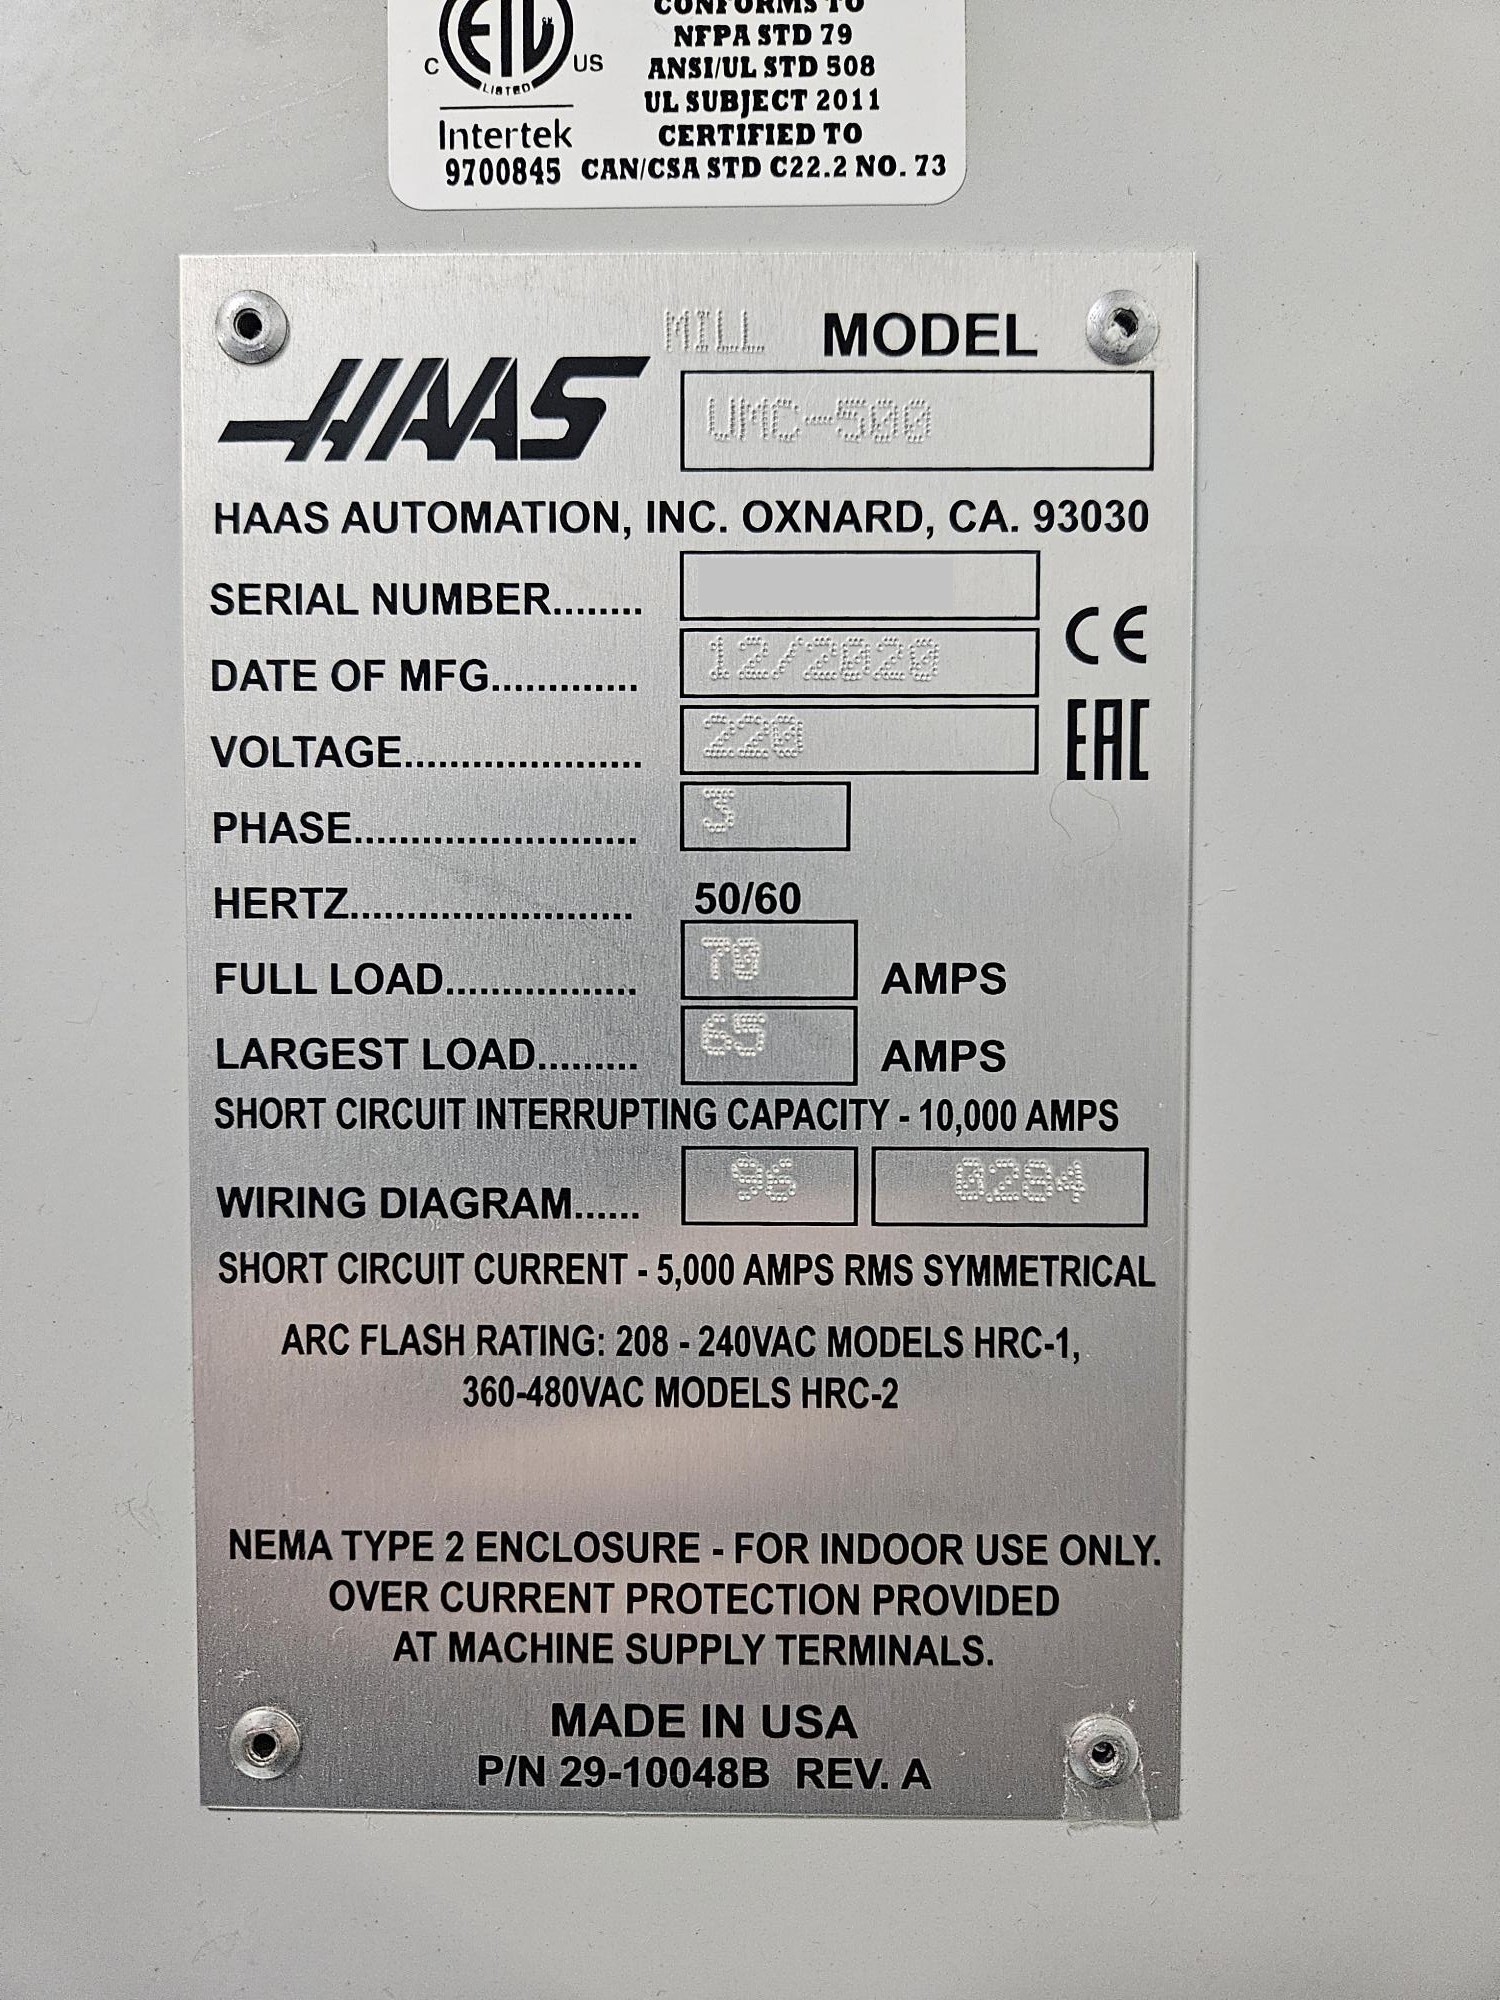 CONFORMS TO
NFPA STD 79
ANSI/UL STD 508
UL SUBJECT 2011
CERTIFIED TO
CAN/CSA STD C22.2 NO. 73
C ETL CM US
LISTED
Intertek
9700845
MILL MODEL
HAAS
UMC-500
HAAS AUTOMATION, INC. OXNARD, CA. 93030
SERIAL NUMBER........
DATE OF MFG............. 12/2020
CE
VOLTAGE..................... 220
EAC
PHASE......................... 3
HERTZ......................... 50/60
FULL LOAD................. 70 AMPS
LARGEST LOAD......... 65 AMPS
SHORT CIRCUIT INTERRUPTING CAPACITY - 10,000 AMPS
WIRING DIAGRAM...... 96 0284
SHORT CIRCUIT CURRENT - 5,000 AMPS RMS SYMMETRICAL
ARC FLASH RATING: 208 - 240VAC MODELS HRC-1,
360-480VAC MODELS HRC-2
NEMA TYPE 2 ENCLOSURE - FOR INDOOR USE ONLY.
OVER CURRENT PROTECTION PROVIDED
AT MACHINE SUPPLY TERMINALS.
MADE IN USA
P/N 29-10048B REV. A